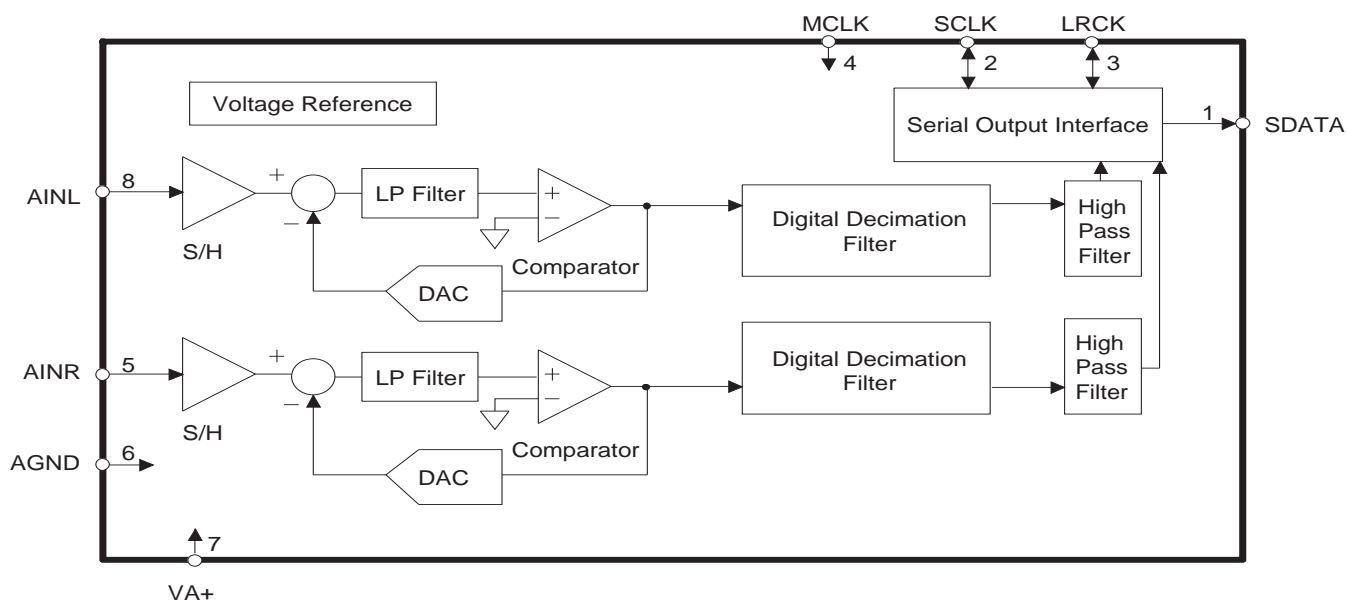 MCLK SCLK LRCK
4 2 3
Voltage Reference
Serial Output Interface
1
SDATA
AINL
8
S/H
+
–
LP Filter
+
–
Comparator
DAC
Digital Decimation
Filter
High
Pass
Filter
AINR
5
S/H
+
–
LP Filter
+
–
Comparator
DAC
Digital Decimation
Filter
High
Pass
Filter
AGND
6
7
VA+